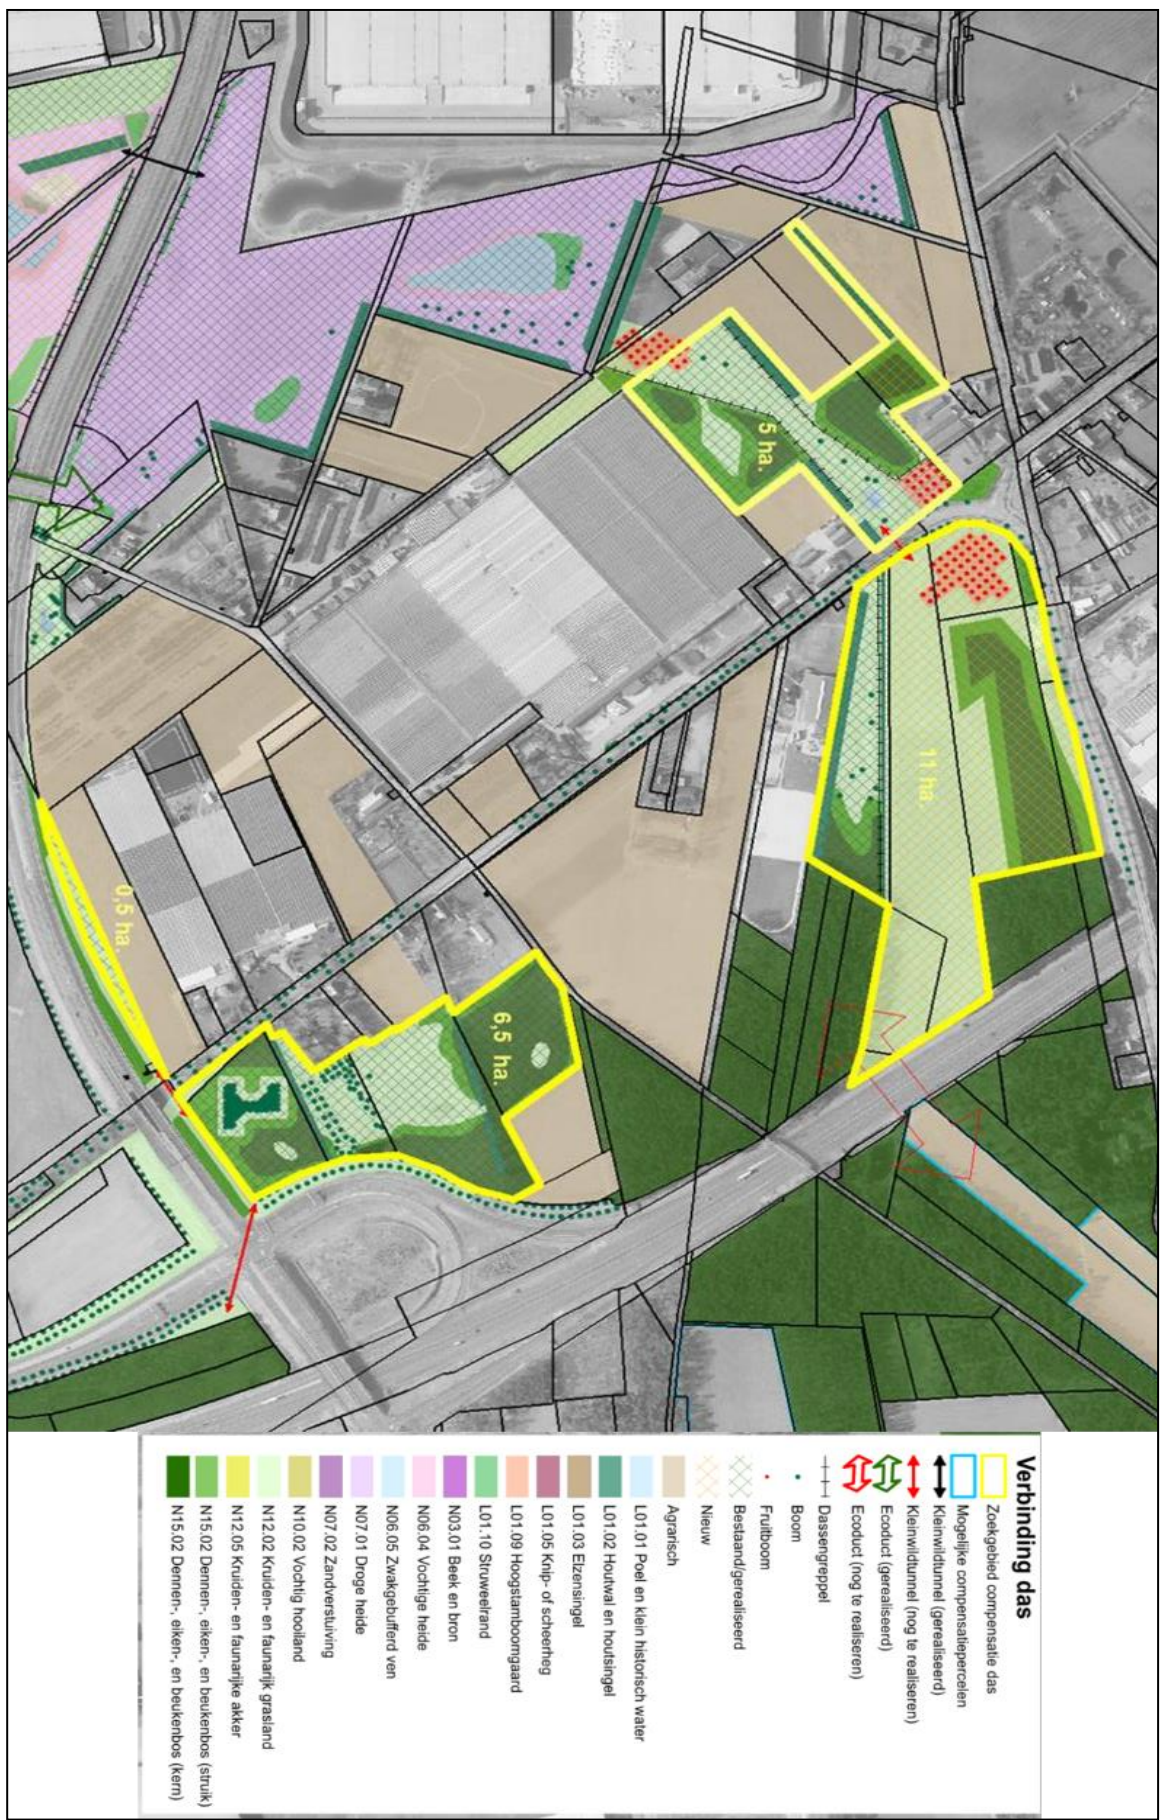 5 ha.
11 ha.
0,5 ha.
6,5 ha.
Verbinding das
Zoekgebied compensatie das
Mogelijke compensatiepercelen
Kleinwildtunnel (gerealiseerd)
Kleinwildtunnel (nog te realiseren)
Ecoduct (gerealiseerd)
Ecoduct (nog te realiseren)
Dassengreppel
Boom
Fruitboom
Bestaand/gerealiseerd
Nieuw
Agrarisch
L01.01 Poel en klein historisch water
L01.02 Houtwal en houtsingel
L01.03 Elzensingel
L01.05 Knip- of scheerheg
L01.09 Hoogstamboomgaard
L01.10 Struweelrand
N03.01 Beek en bron
N06.04 Vochtige heide
N06.05 Zwakgebufferd ven
N07.01 Droge heide
N07.02 Zandverstuiving
N10.02 Vochtig hooiland
N12.02 Kruiden- en faunarijk grasland
N12.05 Kruiden- en faunarijke akker
N15.02 Dennen-, eiken-, en beukenbos (struik)
N15.02 Dennen-, eiken-, en beukenbos (kern)